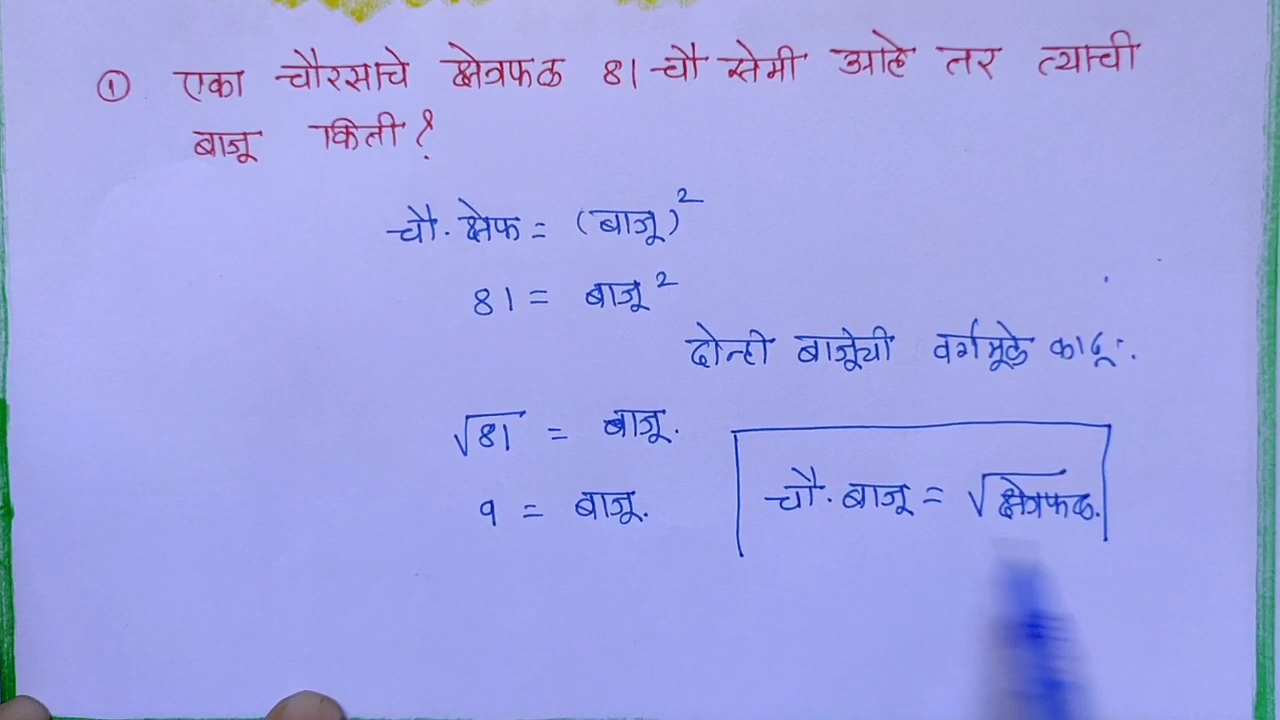 ① एका चौरसाचे क्षेत्रफळ 81 चौ सेमी आहे तर त्याची
बाजू किती?
चौ. क्षेफ = (बाजू)²
81 = बाजू²
दोन्ही बाजूंची वर्गमूळे काढू.
√81 = बाजू.
9 = बाजू.
चौ. बाजू = √क्षेत्रफळ.